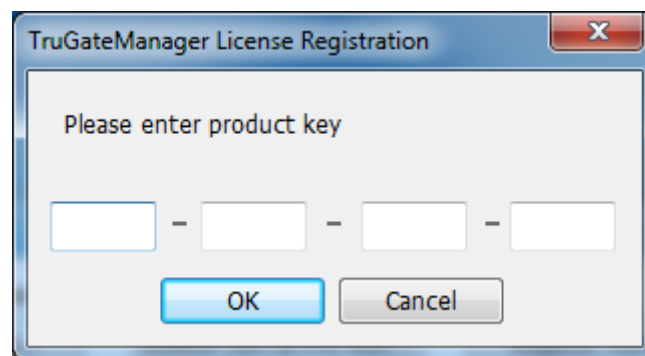 TruGateManager License Registration
Please enter product key
- - -
OK Cancel